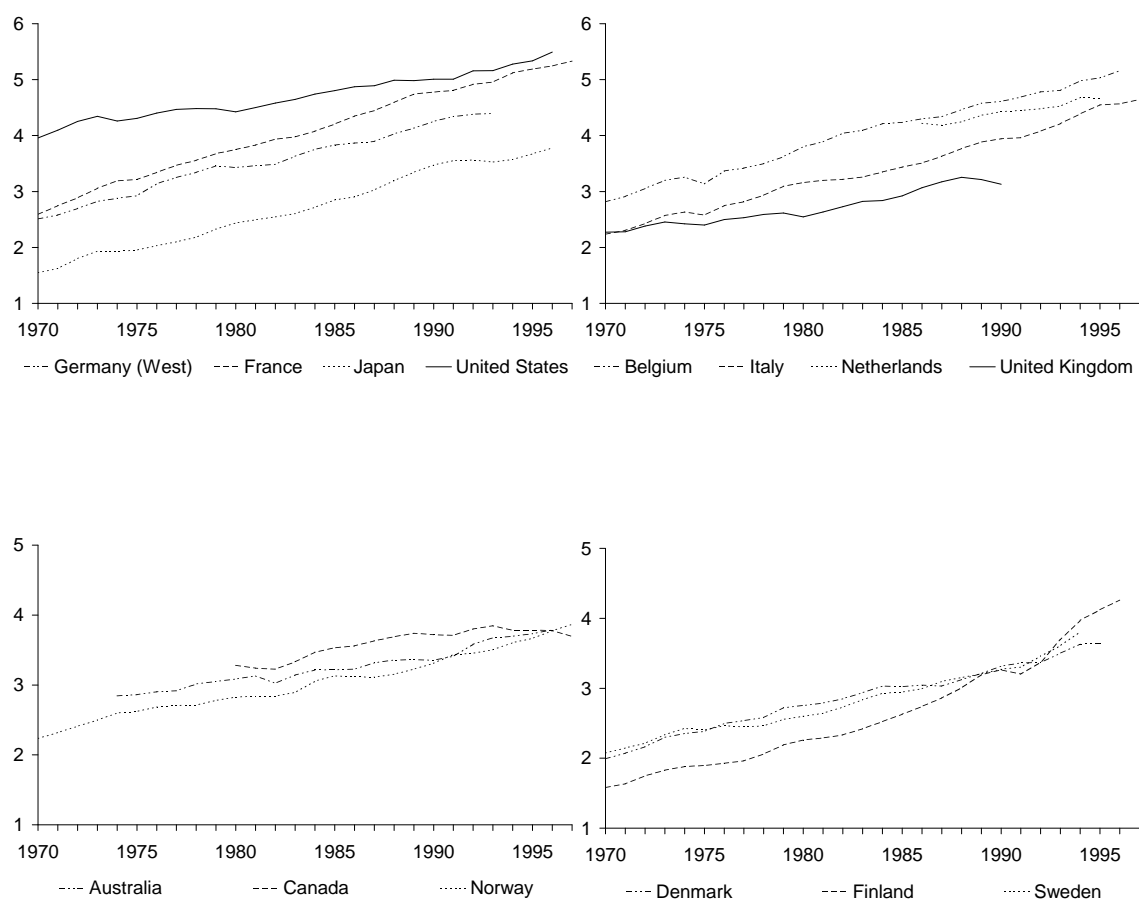 6
5
4
3
2
1
1970 1975 1980 1985 1990 1995
Germany (West) France Japan United States
6
5
4
3
2
1
1970 1975 1980 1985 1990 1995
Belgium Italy Netherlands United Kingdom
5
4
3
2
1
1970 1975 1980 1985 1990 1995
Australia Canada Norway
5
4
3
2
1
1970 1975 1980 1985 1990 1995
Denmark Finland Sweden